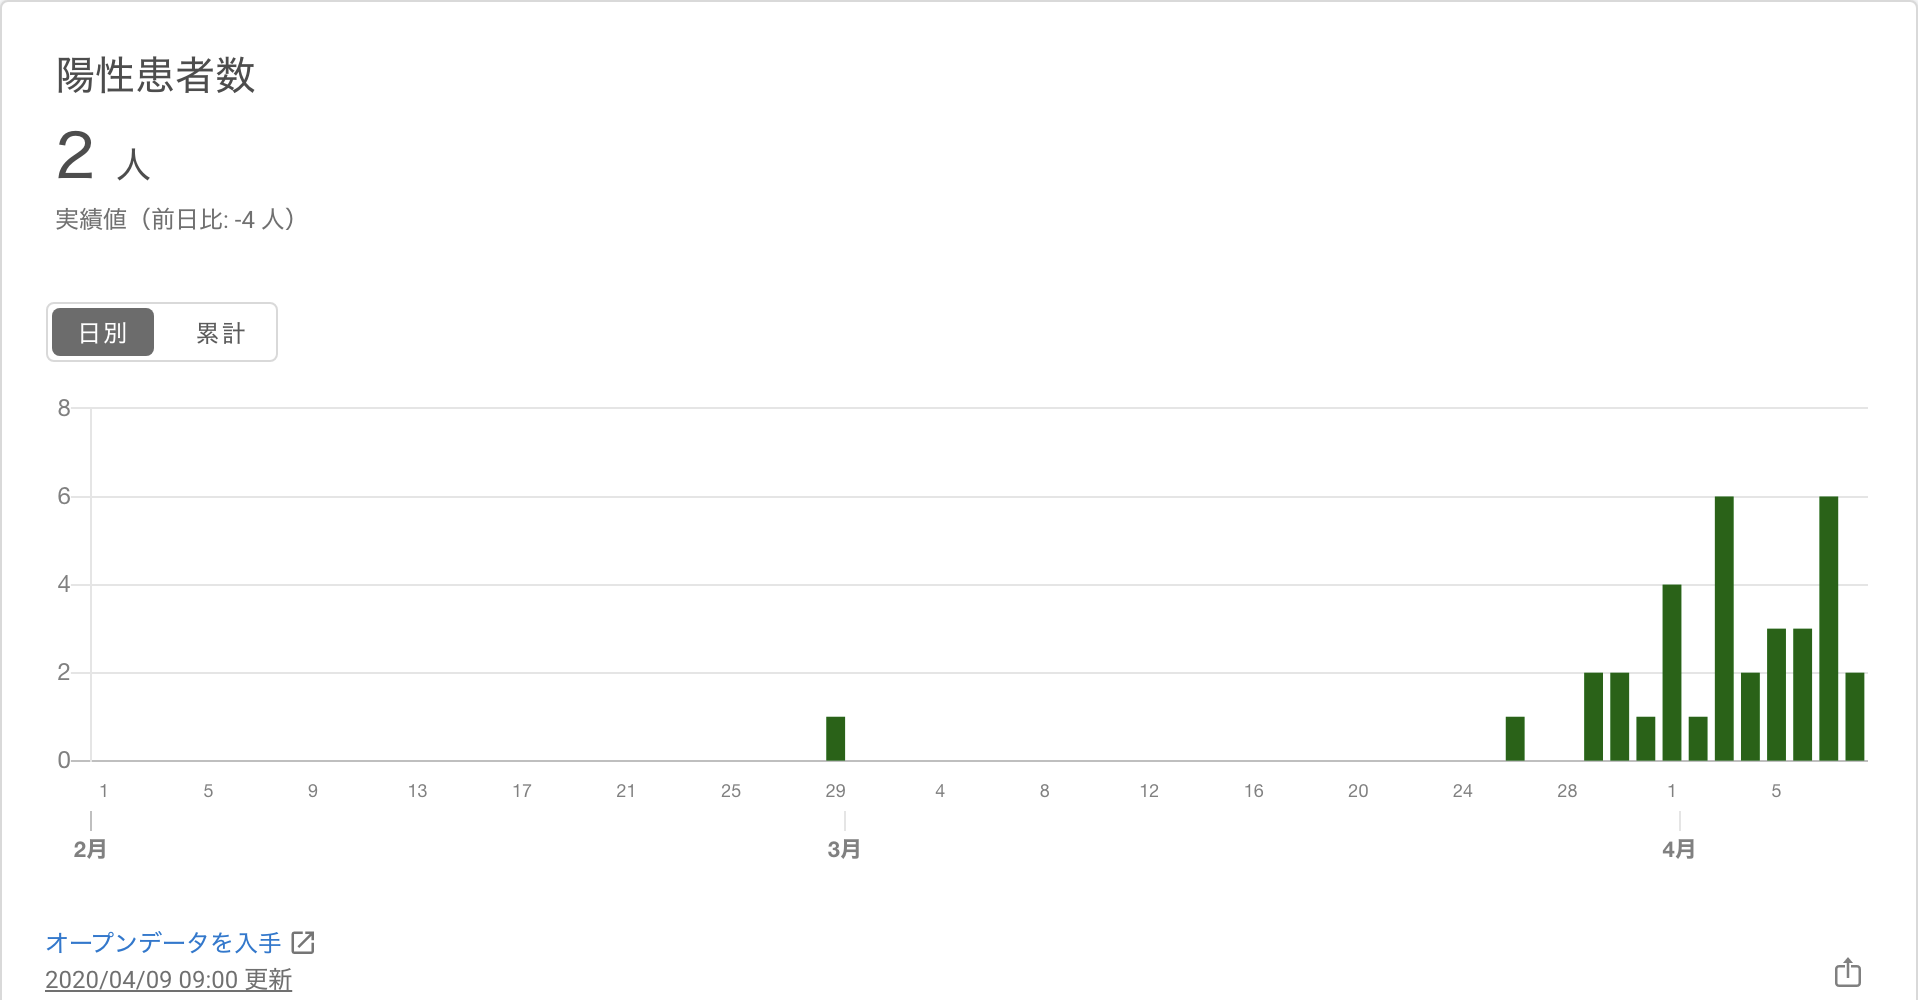 陽性患者数
2 人
実績値（前日比: -4 人）
日別 累計
8
6
4
2
0
1 5 9 13 17 21 25 29 4 8 12 16 20 24 28 1 5
2月 3月 4月
オープンデータを入手
2020/04/09 09:00 更新